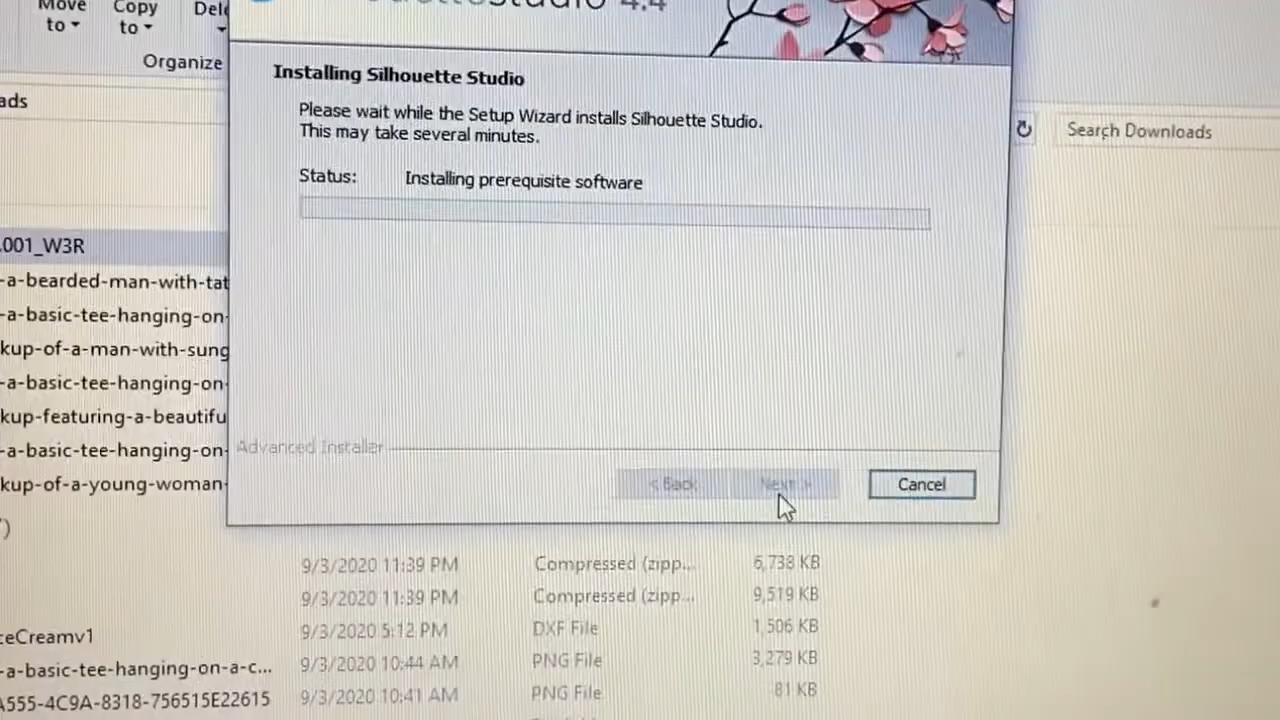 Move
to
Copy
to
Organize
4.4
Installing Silhouette Studio
Please wait while the Setup Wizard installs Silhouette Studio.
This may take several minutes.
Status: Installing prerequisite software
Search Downloads
001_W3R
-a-bearded-man-with-tat
-a-basic-tee-hanging-on-
kup-of-a-man-with-sung
-a-basic-tee-hanging-on-
kup-featuring-a-beautifu
-a-basic-tee-hanging-on-
kup-of-a-young-woman-
Advanced Installer
< Back Next > Cancel
9/3/2020 11:39 PM Compressed (zipp... 6,738 KB
9/3/2020 11:39 PM Compressed (zipp... 9,519 KB
eCreamv1 9/3/2020 5:12 PM DXF File 1,506 KB
-a-basic-tee-hanging-on-a-c... 9/3/2020 10:44 AM PNG File 3,279 KB
A555-4C9A-8318-756515E22615 9/3/2020 10:41 AM PNG File 81 KB